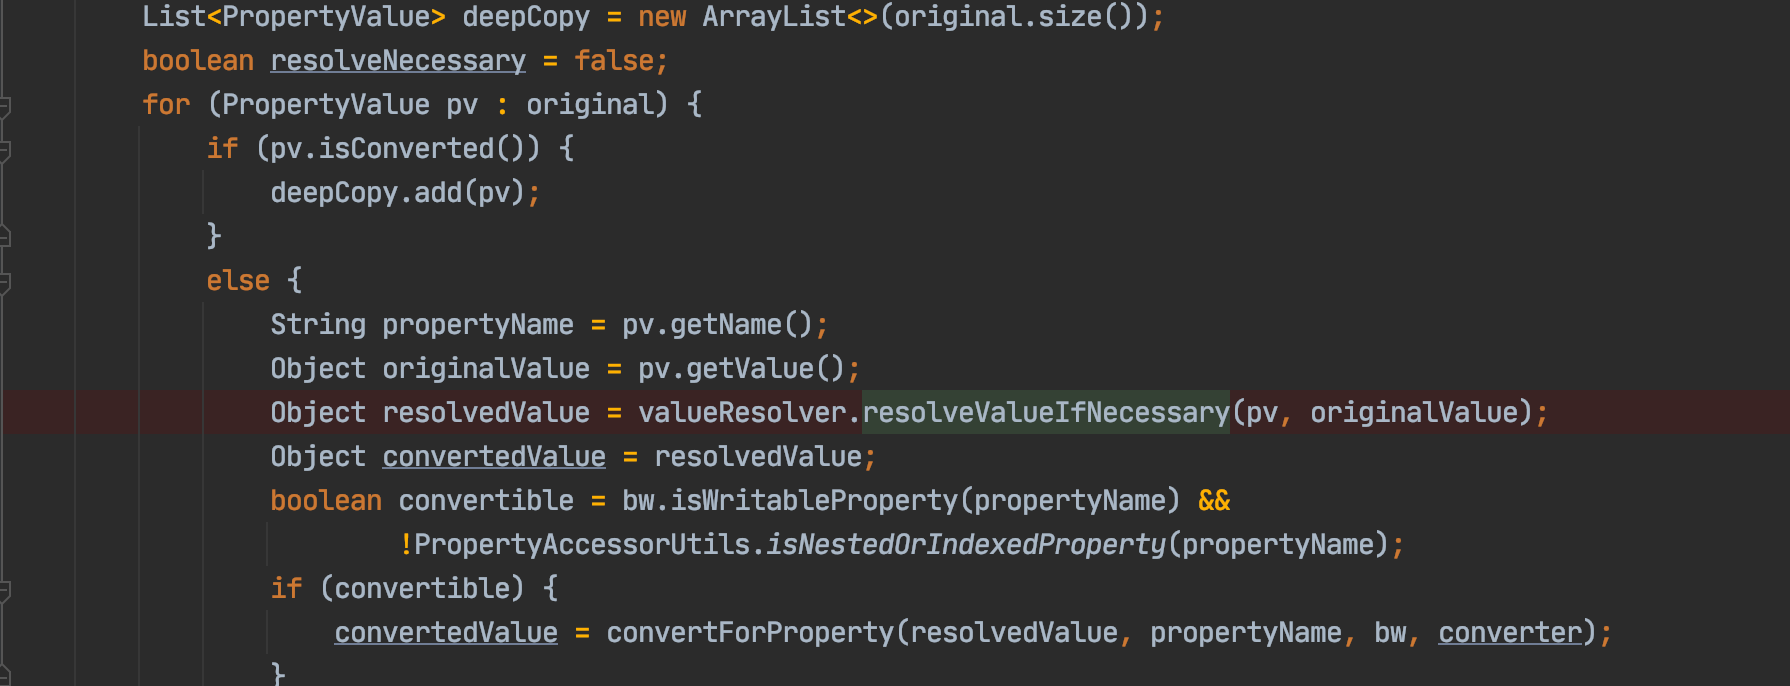 List<PropertyValue> deepCopy = new ArrayList<>(original.size());
boolean resolveNecessary = false;
for (PropertyValue pv : original) {
if (pv.isConverted()) {
deepCopy.add(pv);
}
else {
String propertyName = pv.getName();
Object originalValue = pv.getValue();
Object resolvedValue = valueResolver.resolveValueIfNecessary(pv, originalValue);
Object convertedValue = resolvedValue;
boolean convertible = bw.isWritableProperty(propertyName) &&
!PropertyAccessorUtils.isNestedOrIndexedProperty(propertyName);
if (convertible) {
convertedValue = convertForProperty(resolvedValue, propertyName, bw, converter);
}